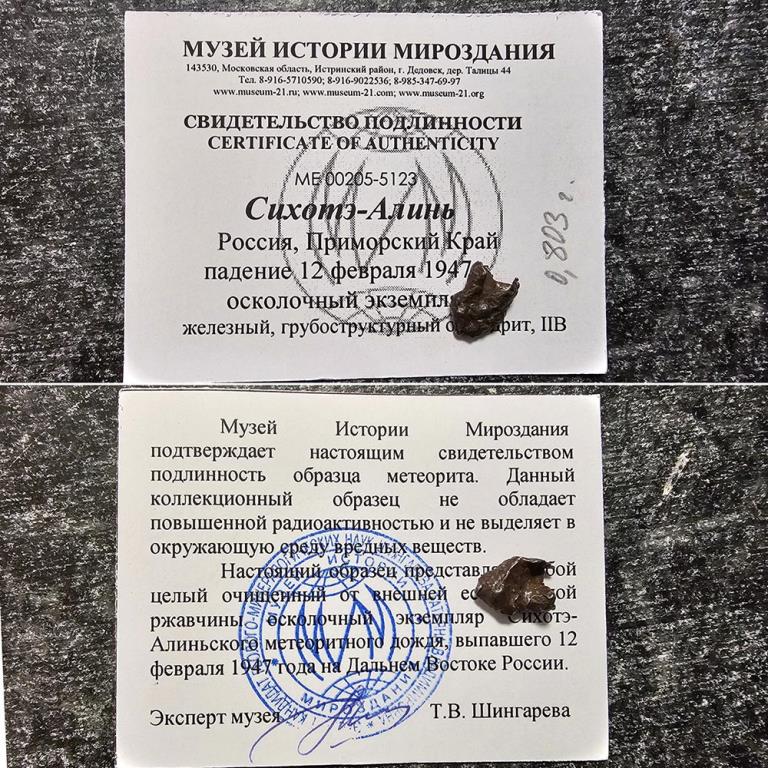 МУЗЕЙ ИСТОРИИ МИРОЗДАНИЯ
143530, Московская область, Истринский район, г. Дедовск, дер. Талицы 44
Тел. 8-916-5710590; 8-916-9022536; 8-985-347-69-97
www.museum-21.ru; www.museum-21.com; www.museum-21.org
СВИДЕТЕЛЬСТВО ПОДЛИННОСТИ
CERTIFICATE OF AUTHENTICITY
МЕ 00205-5123
Сихотэ-Алинь
Россия, Приморский Край
падение 12 февраля 1947
осколочный
железный, грубоструктурный IIB
0,803 г.
Музей Истории Мироздания
подтверждает настоящим свидетельством
подлинность образца метеорита. Данный
коллекционный образец не обладает
повышенной радиоактивностью и не выделяет в
окружающую среду вредных веществ.
Настоящий образец
целый очищенный от внешней
ржавчины осколочный экземпляр Сихотэ-
Алиньского метеоритного дождя, выпавшего 12
февраля 1947 года на Дальнем Востоке России.
Эксперт музея Т.В. Шингарева
МУЗЕЙ ИСТОРИИ
МИРОЗДАНИЯ